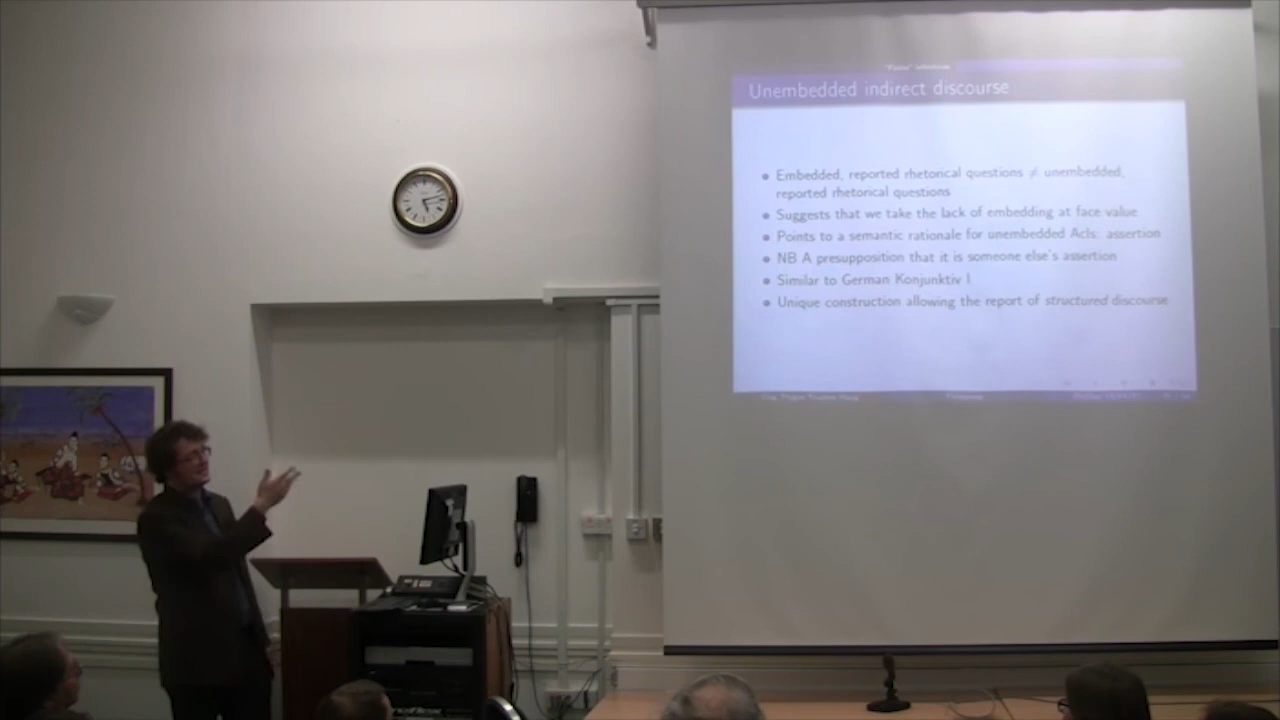 Unembedded indirect discourse
• Embedded, reported rhetorical questions ≠ unembedded,
reported rhetorical questions
• Suggests that we take the lack of embedding at face value
• Points to a semantic rationale for unembedded AcIs: assertion
• NB A presupposition that it is someone else's assertion
• Similar to German Konjunktiv I
• Unique construction allowing the report of structured discourse